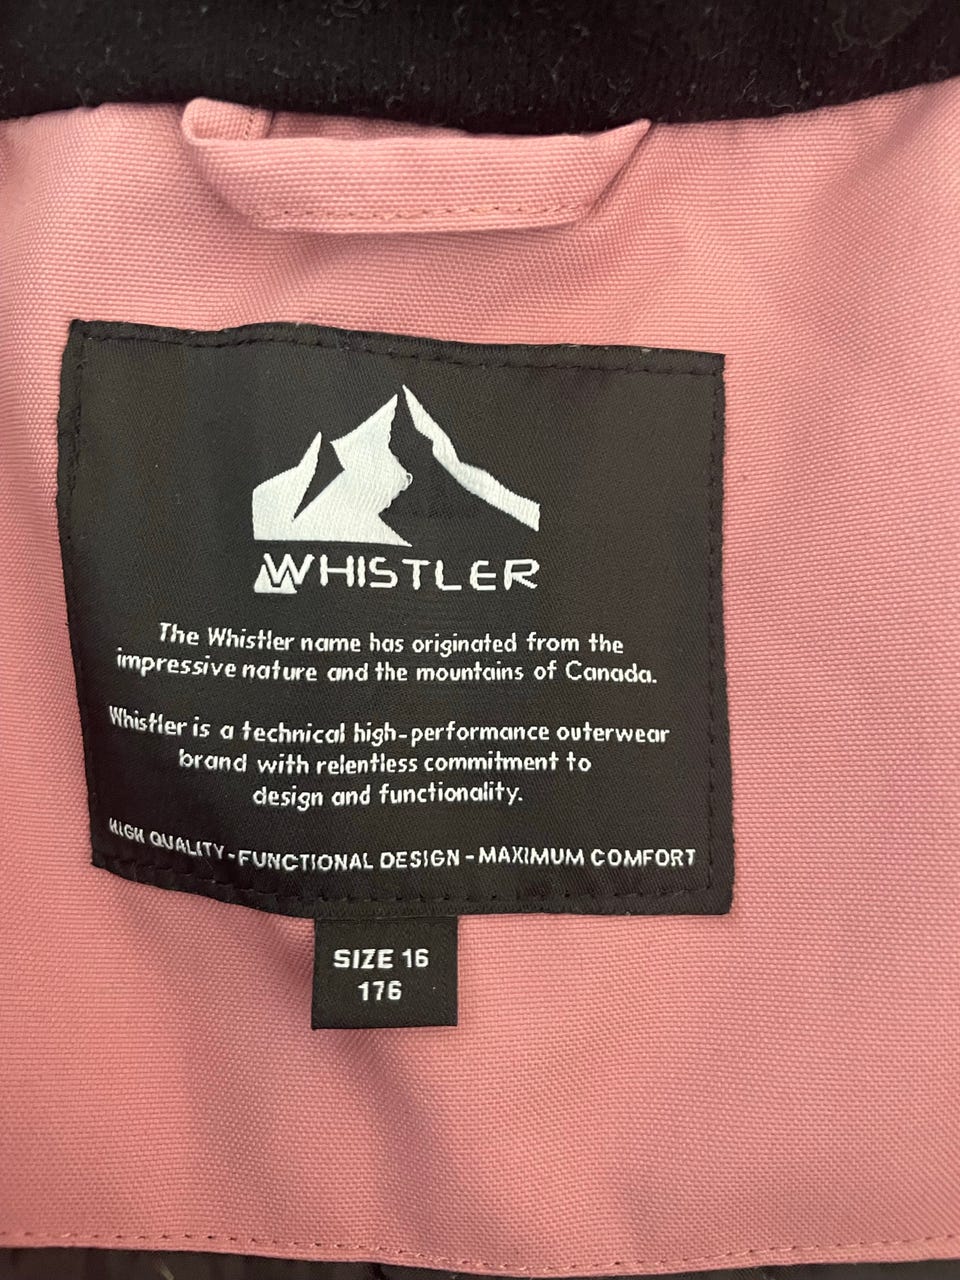 WHISTLER
The Whistler name has originated from the
impressive nature and the mountains of Canada.
Whistler is a technical high-performance outerwear
brand with relentless commitment to
design and functionality.
HIGH QUALITY-FUNCTIONAL DESIGN-MAXIMUM COMFORT
SIZE 16
176